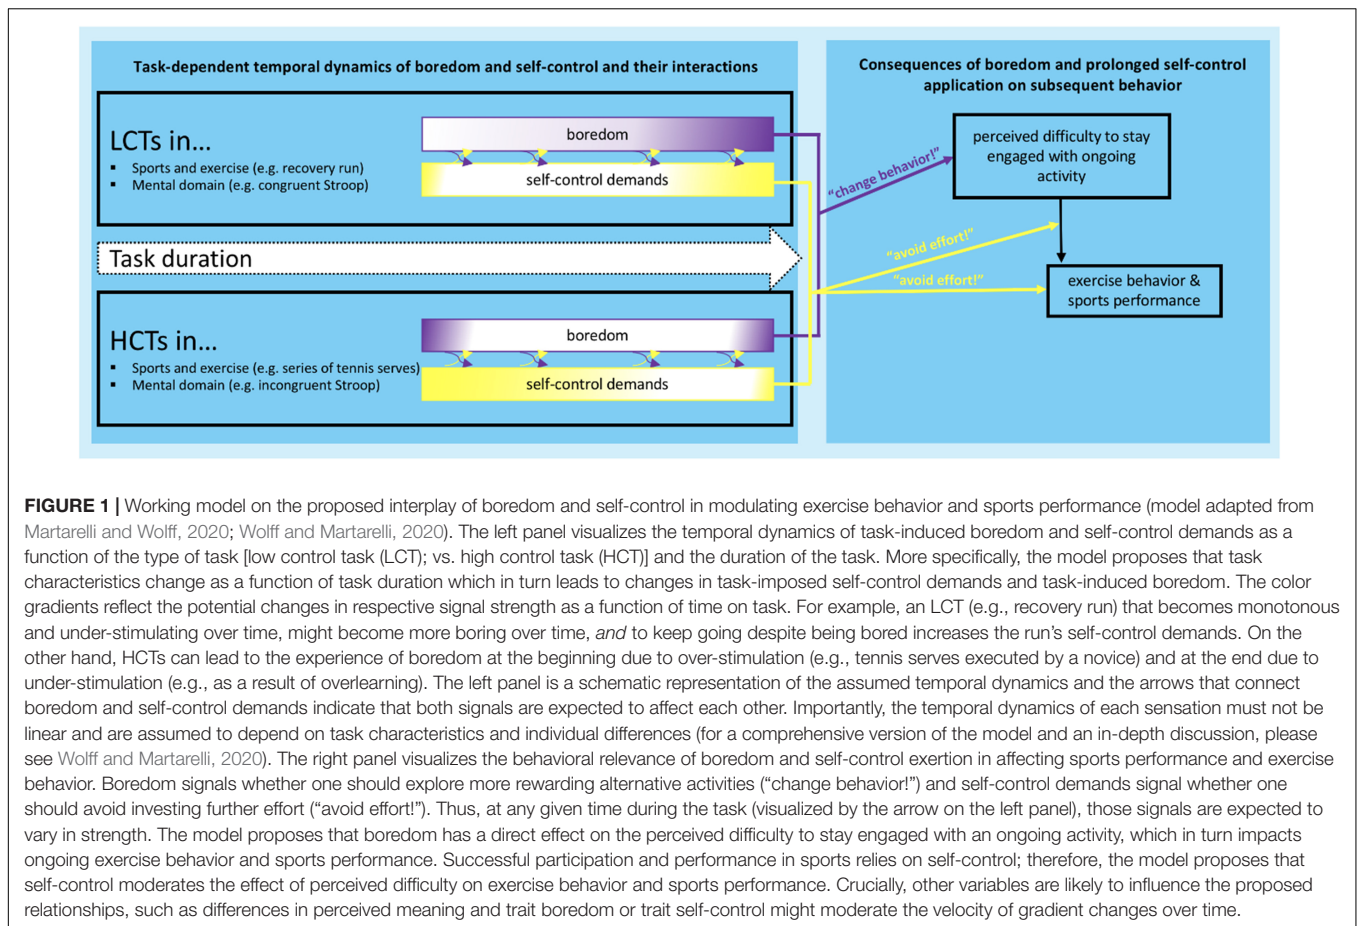 Task-dependent temporal dynamics of boredom and self-control and their interactions
LCTs in...
▪ Sports and exercise (e.g. recovery run)
▪ Mental domain (e.g. congruent Stroop)
boredom
self-control demands
Task duration
HCTs in...
▪ Sports and exercise (e.g. series of tennis serves)
▪ Mental domain (e.g. incongruent Stroop)
boredom
self-control demands
Consequences of boredom and prolonged self-control
application on subsequent behavior
"change behavior!"
perceived difficulty to stay
engaged with ongoing
activity
"avoid effort!"
"avoid effort!"
exercise behavior &
sports performance
FIGURE 1 | Working model on the proposed interplay of boredom and self-control in modulating exercise behavior and sports performance (model adapted from
Martarelli and Wolff, 2020; Wolff and Martarelli, 2020). The left panel visualizes the temporal dynamics of task-induced boredom and self-control demands as a
function of the type of task [low control task (LCT); vs. high control task (HCT)] and the duration of the task. More specifically, the model proposes that task
characteristics change as a function of task duration which in turn leads to changes in task-imposed self-control demands and task-induced boredom. The color
gradients reflect the potential changes in respective signal strength as a function of time on task. For example, an LCT (e.g., recovery run) that becomes monotonous
and under-stimulating over time, might become more boring over time, and to keep going despite being bored increases the run's self-control demands. On the
other hand, HCTs can lead to the experience of boredom at the beginning due to over-stimulation (e.g., tennis serves executed by a novice) and at the end due to
under-stimulation (e.g., as a result of overlearning). The left panel is a schematic representation of the assumed temporal dynamics and the arrows that connect
boredom and self-control demands indicate that both signals are expected to affect each other. Importantly, the temporal dynamics of each sensation must not be
linear and are assumed to depend on task characteristics and individual differences (for a comprehensive version of the model and an in-depth discussion, please
see Wolff and Martarelli, 2020). The right panel visualizes the behavioral relevance of boredom and self-control exertion in affecting sports performance and exercise
behavior. Boredom signals whether one should explore more rewarding alternative activities ("change behavior!") and self-control demands signal whether one
should avoid investing further effort ("avoid effort!"). Thus, at any given time during the task (visualized by the arrow on the left panel), those signals are expected to
vary in strength. The model proposes that boredom has a direct effect on the perceived difficulty to stay engaged with an ongoing activity, which in turn impacts
ongoing exercise behavior and sports performance. Successful participation and performance in sports relies on self-control; therefore, the model proposes that
self-control moderates the effect of perceived difficulty on exercise behavior and sports performance. Crucially, other variables are likely to influence the proposed
relationships, such as differences in perceived meaning and trait boredom or trait self-control might moderate the velocity of gradient changes over time.